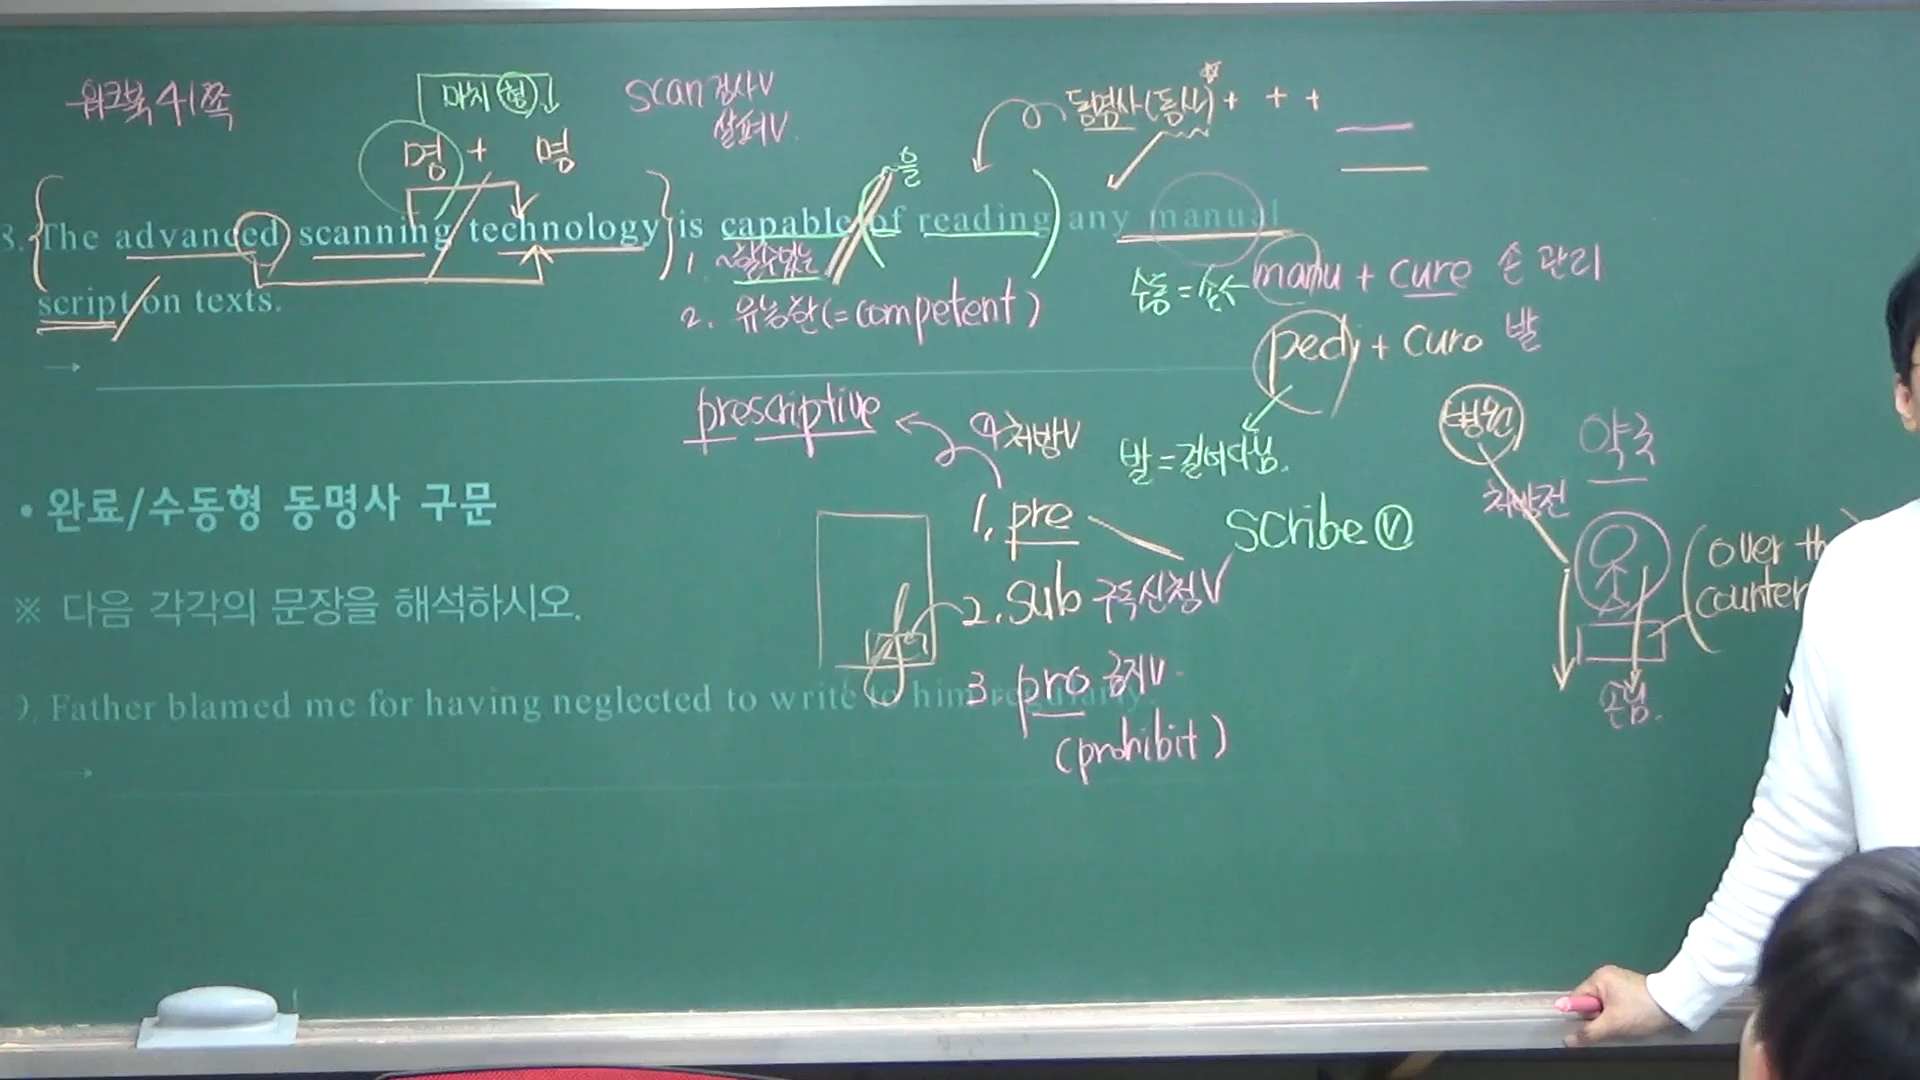 워크북 41쪽
마치 형
명 + 명
scan 검사V
살펴V.
동명사(동사) + + +
을
8. The advanced scanning technology is capable of reading any manual
script on texts.
1. ~할 수 있는
2. 유능한(=competent)
수동 = 손수
manu + cure 손 관리
pedi + cure 발
발 = 걸어다님.
prescriptive
처방V
1. pre
scribe V
2. sub 구독신청V
3. pro 금지V.
(prohibit)
병원
약국
처방전
(over th
counter
손님.
• 완료/수동형 동명사 구문
※ 다음 각각의 문장을 해석하시오.
9. Father blamed me for having neglected to write to him regularly.